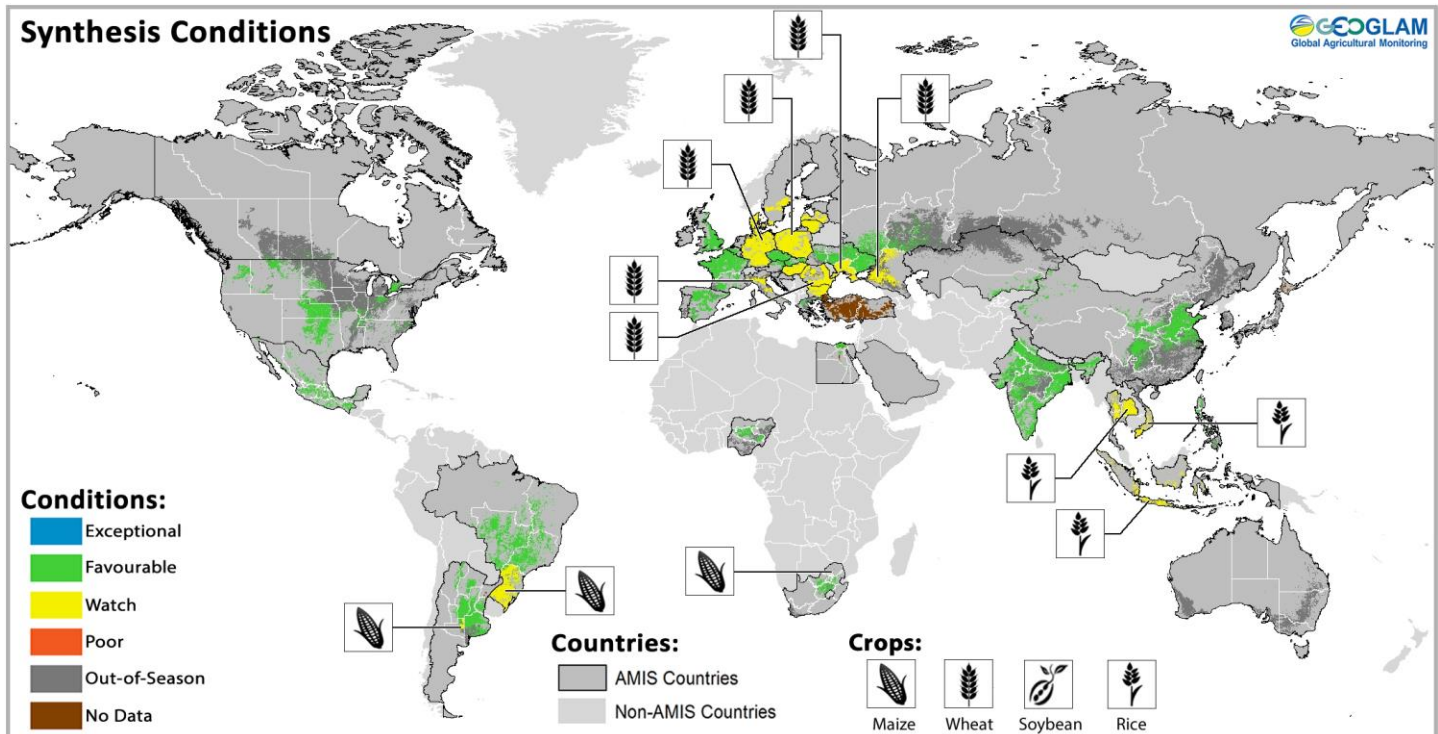 Synthesis Conditions
GEOGLAM
Global Agricultural Monitoring
Conditions:
Exceptional
Favourable
Watch
Poor
Out-of-Season
No Data
Countries:
AMIS Countries
Non-AMIS Countries
Crops:
Maize
Wheat
Soybean
Rice